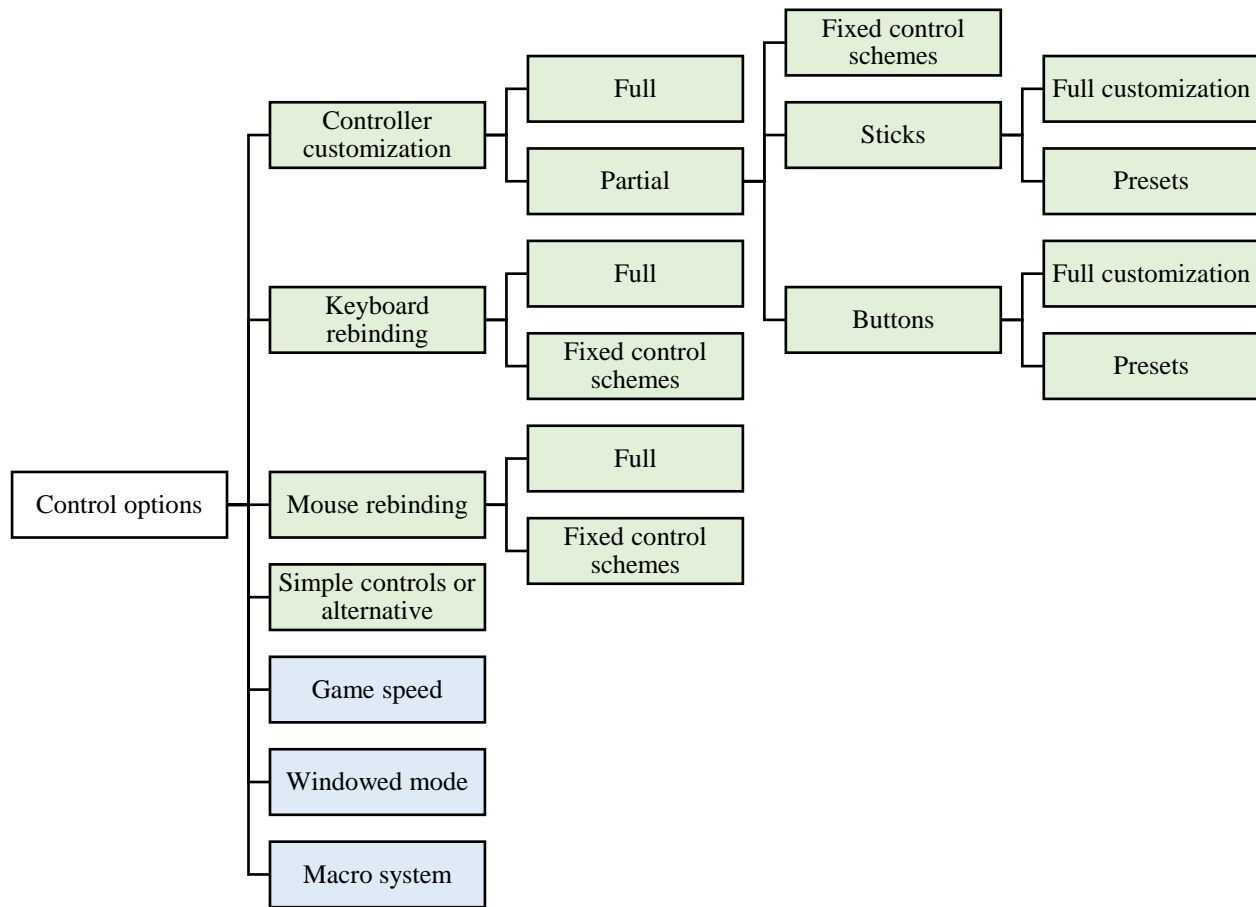 Fixed control
schemes
Full
Full customization
Controller
customization
Sticks
Partial
Presets
Full
Full customization
Keyboard
rebinding
Buttons
Fixed control
schemes
Presets
Full
Control options
Mouse rebinding
Fixed control
schemes
Simple controls or
alternative
Game speed
Windowed mode
Macro system